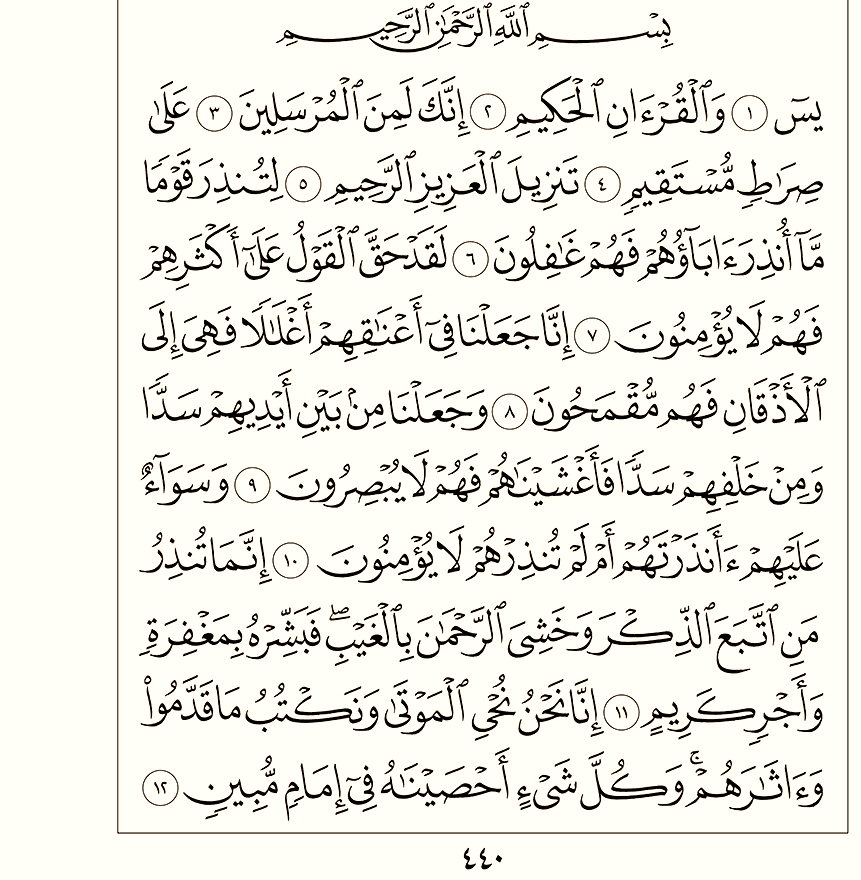 بِسْمِ ٱللَّهِ ٱلرَّحْمَٰنِ ٱلرَّحِيمِ
يسٓ ١ وَٱلْقُرْءَانِ ٱلْحَكِيمِ ٢ إِنَّكَ لَمِنَ ٱلْمُرْسَلِينَ ٣ عَلَىٰ
صِرَٰطٍ مُّسْتَقِيمٍ ٤ تَنزِيلَ ٱلْعَزِيزِ ٱلرَّحِيمِ ٥ لِتُنذِرَ قَوْمًا
مَّآ أُنذِرَ ءَابَآؤُهُمْ فَهُمْ غَٰفِلُونَ ٦ لَقَدْ حَقَّ ٱلْقَوْلُ عَلَىٰٓ أَكْثَرِهِمْ
فَهُمْ لَا يُؤْمِنُونَ ٧ إِنَّا جَعَلْنَا فِىٓ أَعْنَٰقِهِمْ أَغْلَٰلًا فَهِىَ إِلَى
ٱلْأَذْقَانِ فَهُم مُّقْمَحُونَ ٨ وَجَعَلْنَا مِنۢ بَيْنِ أَيْدِيهِمْ سَدًّا
وَمِنْ خَلْفِهِمْ سَدًّا فَأَغْشَيْنَٰهُمْ فَهُمْ لَا يُبْصِرُونَ ٩ وَسَوَآءٌ
عَلَيْهِمْ ءَأَنذَرْتَهُمْ أَمْ لَمْ تُنذِرْهُمْ لَا يُؤْمِنُونَ ١٠ إِنَّمَا تُنذِرُ
مَنِ ٱتَّبَعَ ٱلذِّكْرَ وَخَشِىَ ٱلرَّحْمَٰنَ بِٱلْغَيْبِ ۖ فَبَشِّرْهُ بِمَغْفِرَةٍ
وَأَجْرٍ كَرِيمٍ ١١ إِنَّا نَحْنُ نُحْىِ ٱلْمَوْتَىٰ وَنَكْتُبُ مَا قَدَّمُوا۟
وَءَاثَٰرَهُمْ ۚ وَكُلَّ شَىْءٍ أَحْصَيْنَٰهُ فِىٓ إِمَامٍ مُّبِينٍ ١٢
٤٤٠